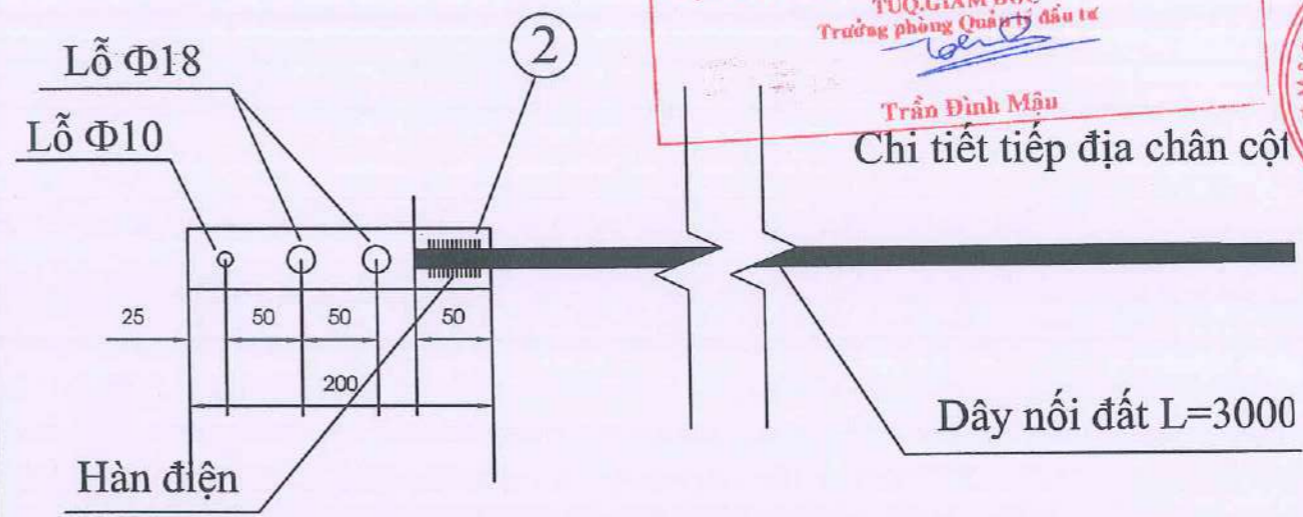 TUQ.GIÁM ĐỐC
Trưởng phòng Quản lý đầu tư
Trần Đình Mậu
Lỗ Φ18
2
Lỗ Φ10
Chi tiết tiếp địa chân cột
25
50
50
50
200
Dây nối đất L=3000
Hàn điện